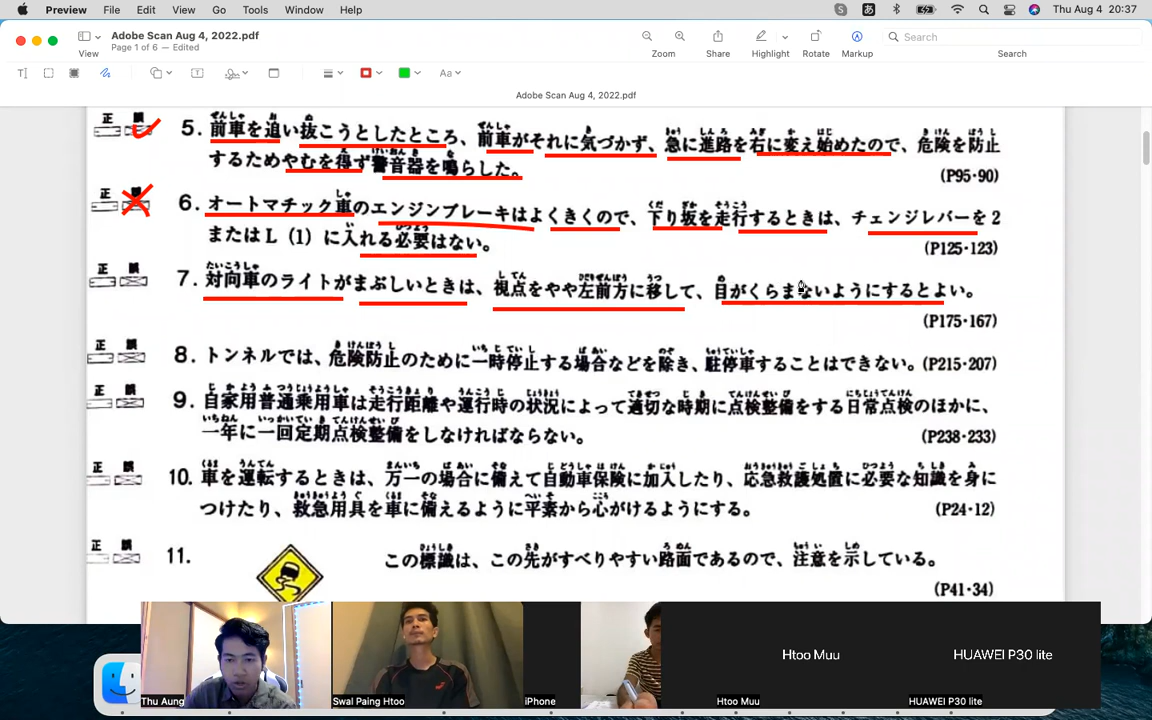 Preview File Edit View Go Tools Window Help Thu Aug 4 20:37
Adobe Scan Aug 4, 2022.pdf
Page 1 of 6 — Edited
View Zoom Share Highlight Rotate Markup Search
Search
Aa
Adobe Scan Aug 4, 2022.pdf
正 誤 5. 前車を追い抜こうとしたところ、前車がそれに気づかず、急に進路を右に変え始めたので、危険を防止
するためやむを得ず警音器を鳴らした。 (P95·90)
正 誤 6. オートマチック車のエンジンブレーキはよくきくので、下り坂を走行するときは、チェンジレバーを2
またはL(1)に入れる必要はない。 (P125·123)
正 誤 7. 対向車のライトがまぶしいときは、視点をやや左前方に移して、目がくらまないようにするとよい。
(P175·167)
正 誤 8. トンネルでは、危険防止のために一時停止する場合などを除き、駐停車することはできない。(P215·207)
正 誤 9. 自家用普通乗用車は走行距離や運行時の状況によって適切な時期に点検整備をする日常点検のほかに、
一年に一回定期点検整備をしなければならない。 (P238·233)
正 誤 10. 車を運転するときは、万一の場合に備えて自動車保険に加入したり、応急救護処置に必要な知識を身に
つけたり、救急用具を車に備えるように平素から心がけるようにする。 (P24·12)
正 誤 11. この標識は、この先がすべりやすい路面であるので、注意を示している。
(P41·34)
Htoo Muu HUAWEI P30 lite
Thu Aung Swal Paing Htoo iPhone Htoo Muu HUAWEI P30 lite